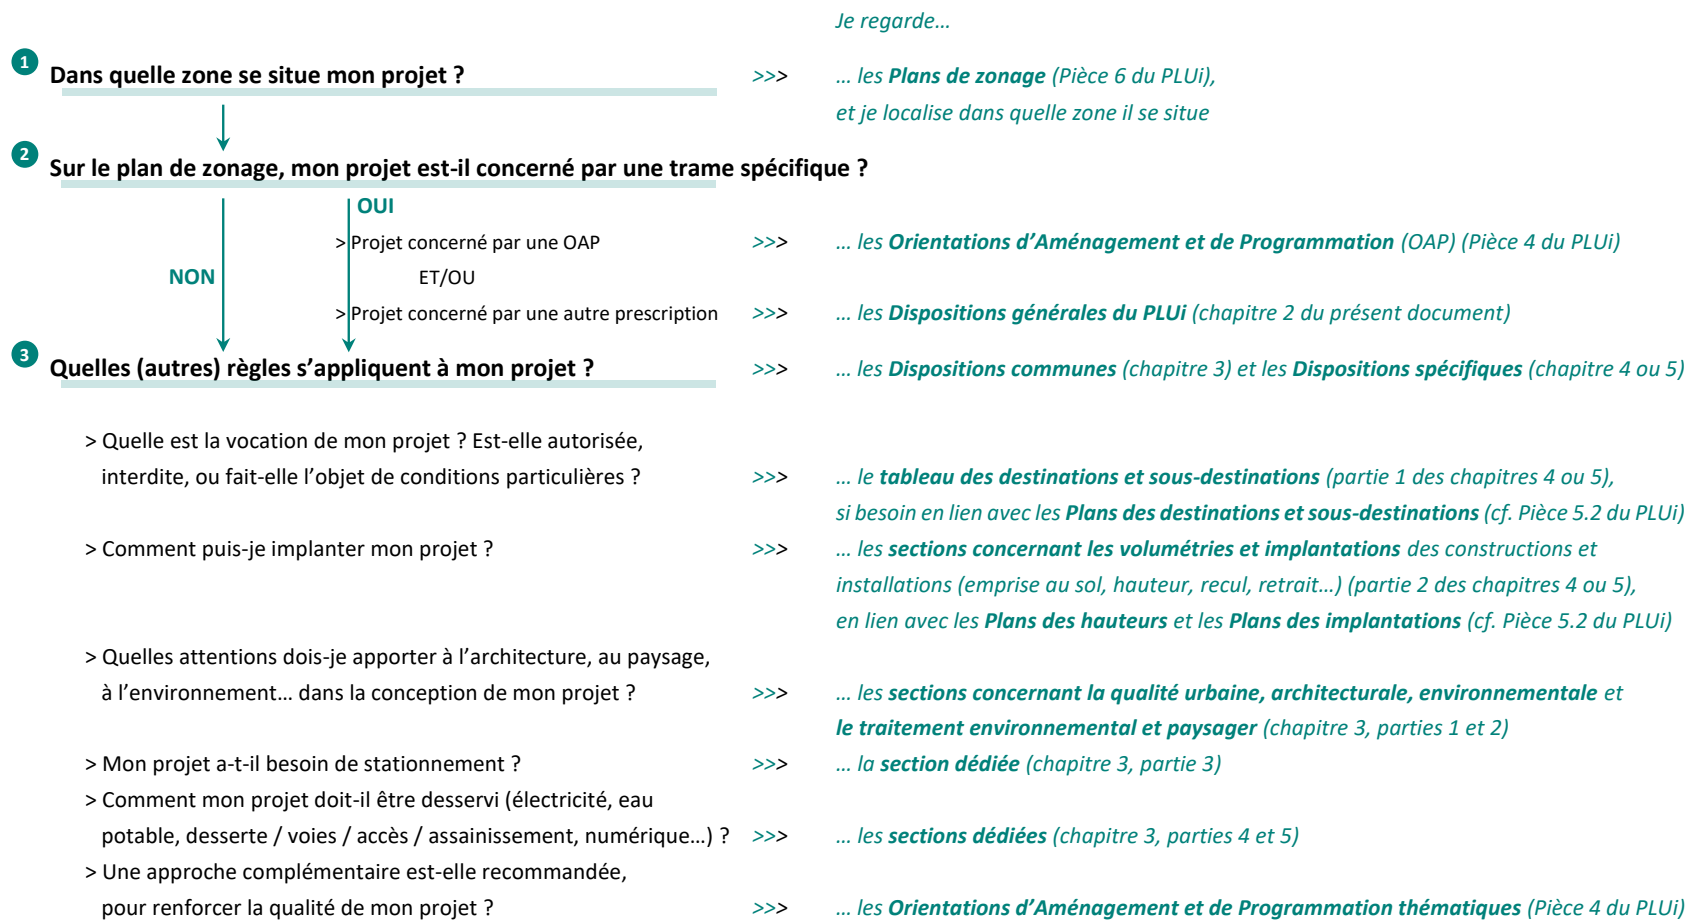 Je regarde…
1 Dans quelle zone se situe mon projet ? >>> … les Plans de zonage (Pièce 6 du PLUi),
et je localise dans quelle zone il se situe
2 Sur le plan de zonage, mon projet est-il concerné par une trame spécifique ?
OUI
> Projet concerné par une OAP >>> … les Orientations d’Aménagement et de Programmation (OAP) (Pièce 4 du PLUi)
NON ET/OU
> Projet concerné par une autre prescription >>> … les Dispositions générales du PLUi (chapitre 2 du présent document)
3 Quelles (autres) règles s’appliquent à mon projet ? >>> … les Dispositions communes (chapitre 3) et les Dispositions spécifiques (chapitre 4 ou 5)
> Quelle est la vocation de mon projet ? Est-elle autorisée,
interdite, ou fait-elle l’objet de conditions particulières ? >>> … le tableau des destinations et sous-destinations (partie 1 des chapitres 4 ou 5),
si besoin en lien avec les Plans des destinations et sous-destinations (cf. Pièce 5.2 du PLUi)
> Comment puis-je implanter mon projet ? >>> … les sections concernant les volumétries et implantations des constructions et
installations (emprise au sol, hauteur, recul, retrait…) (partie 2 des chapitres 4 ou 5),
en lien avec les Plans des hauteurs et les Plans des implantations (cf. Pièce 5.2 du PLUi)
> Quelles attentions dois-je apporter à l’architecture, au paysage,
à l’environnement… dans la conception de mon projet ? >>> … les sections concernant la qualité urbaine, architecturale, environnementale et
le traitement environnemental et paysager (chapitre 3, parties 1 et 2)
> Mon projet a-t-il besoin de stationnement ? >>> … la section dédiée (chapitre 3, partie 3)
> Comment mon projet doit-il être desservi (électricité, eau
potable, desserte / voies / accès / assainissement, numérique…) ? >>> … les sections dédiées (chapitre 3, parties 4 et 5)
> Une approche complémentaire est-elle recommandée,
pour renforcer la qualité de mon projet ? >>> … les Orientations d’Aménagement et de Programmation thématiques (Pièce 4 du PLUi)